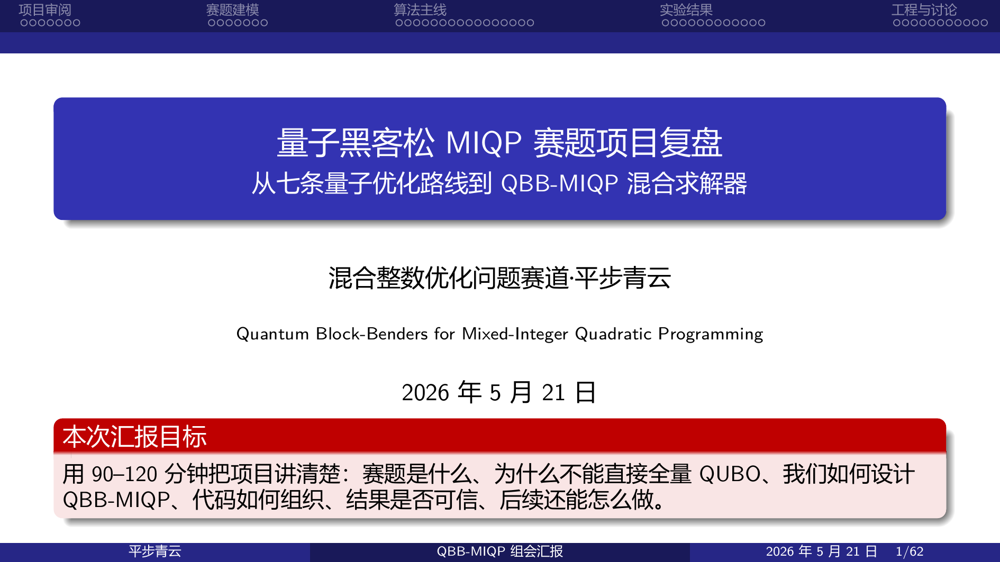 项目审阅 赛题建模 算法主线 实验结果 工程与讨论
量子黑客松 MIQP 赛题项目复盘
从七条量子优化路线到 QBB-MIQP 混合求解器
混合整数优化问题赛道·平步青云
Quantum Block-Benders for Mixed-Integer Quadratic Programming
2026 年 5 月 21 日
本次汇报目标
用 90–120 分钟把项目讲清楚：赛题是什么、为什么不能直接全量 QUBO、我们如何设计
QBB-MIQP、代码如何组织、结果是否可信、后续还能怎么做。
平步青云 QBB-MIQP 组会汇报 2026 年 5 月 21 日 1/62